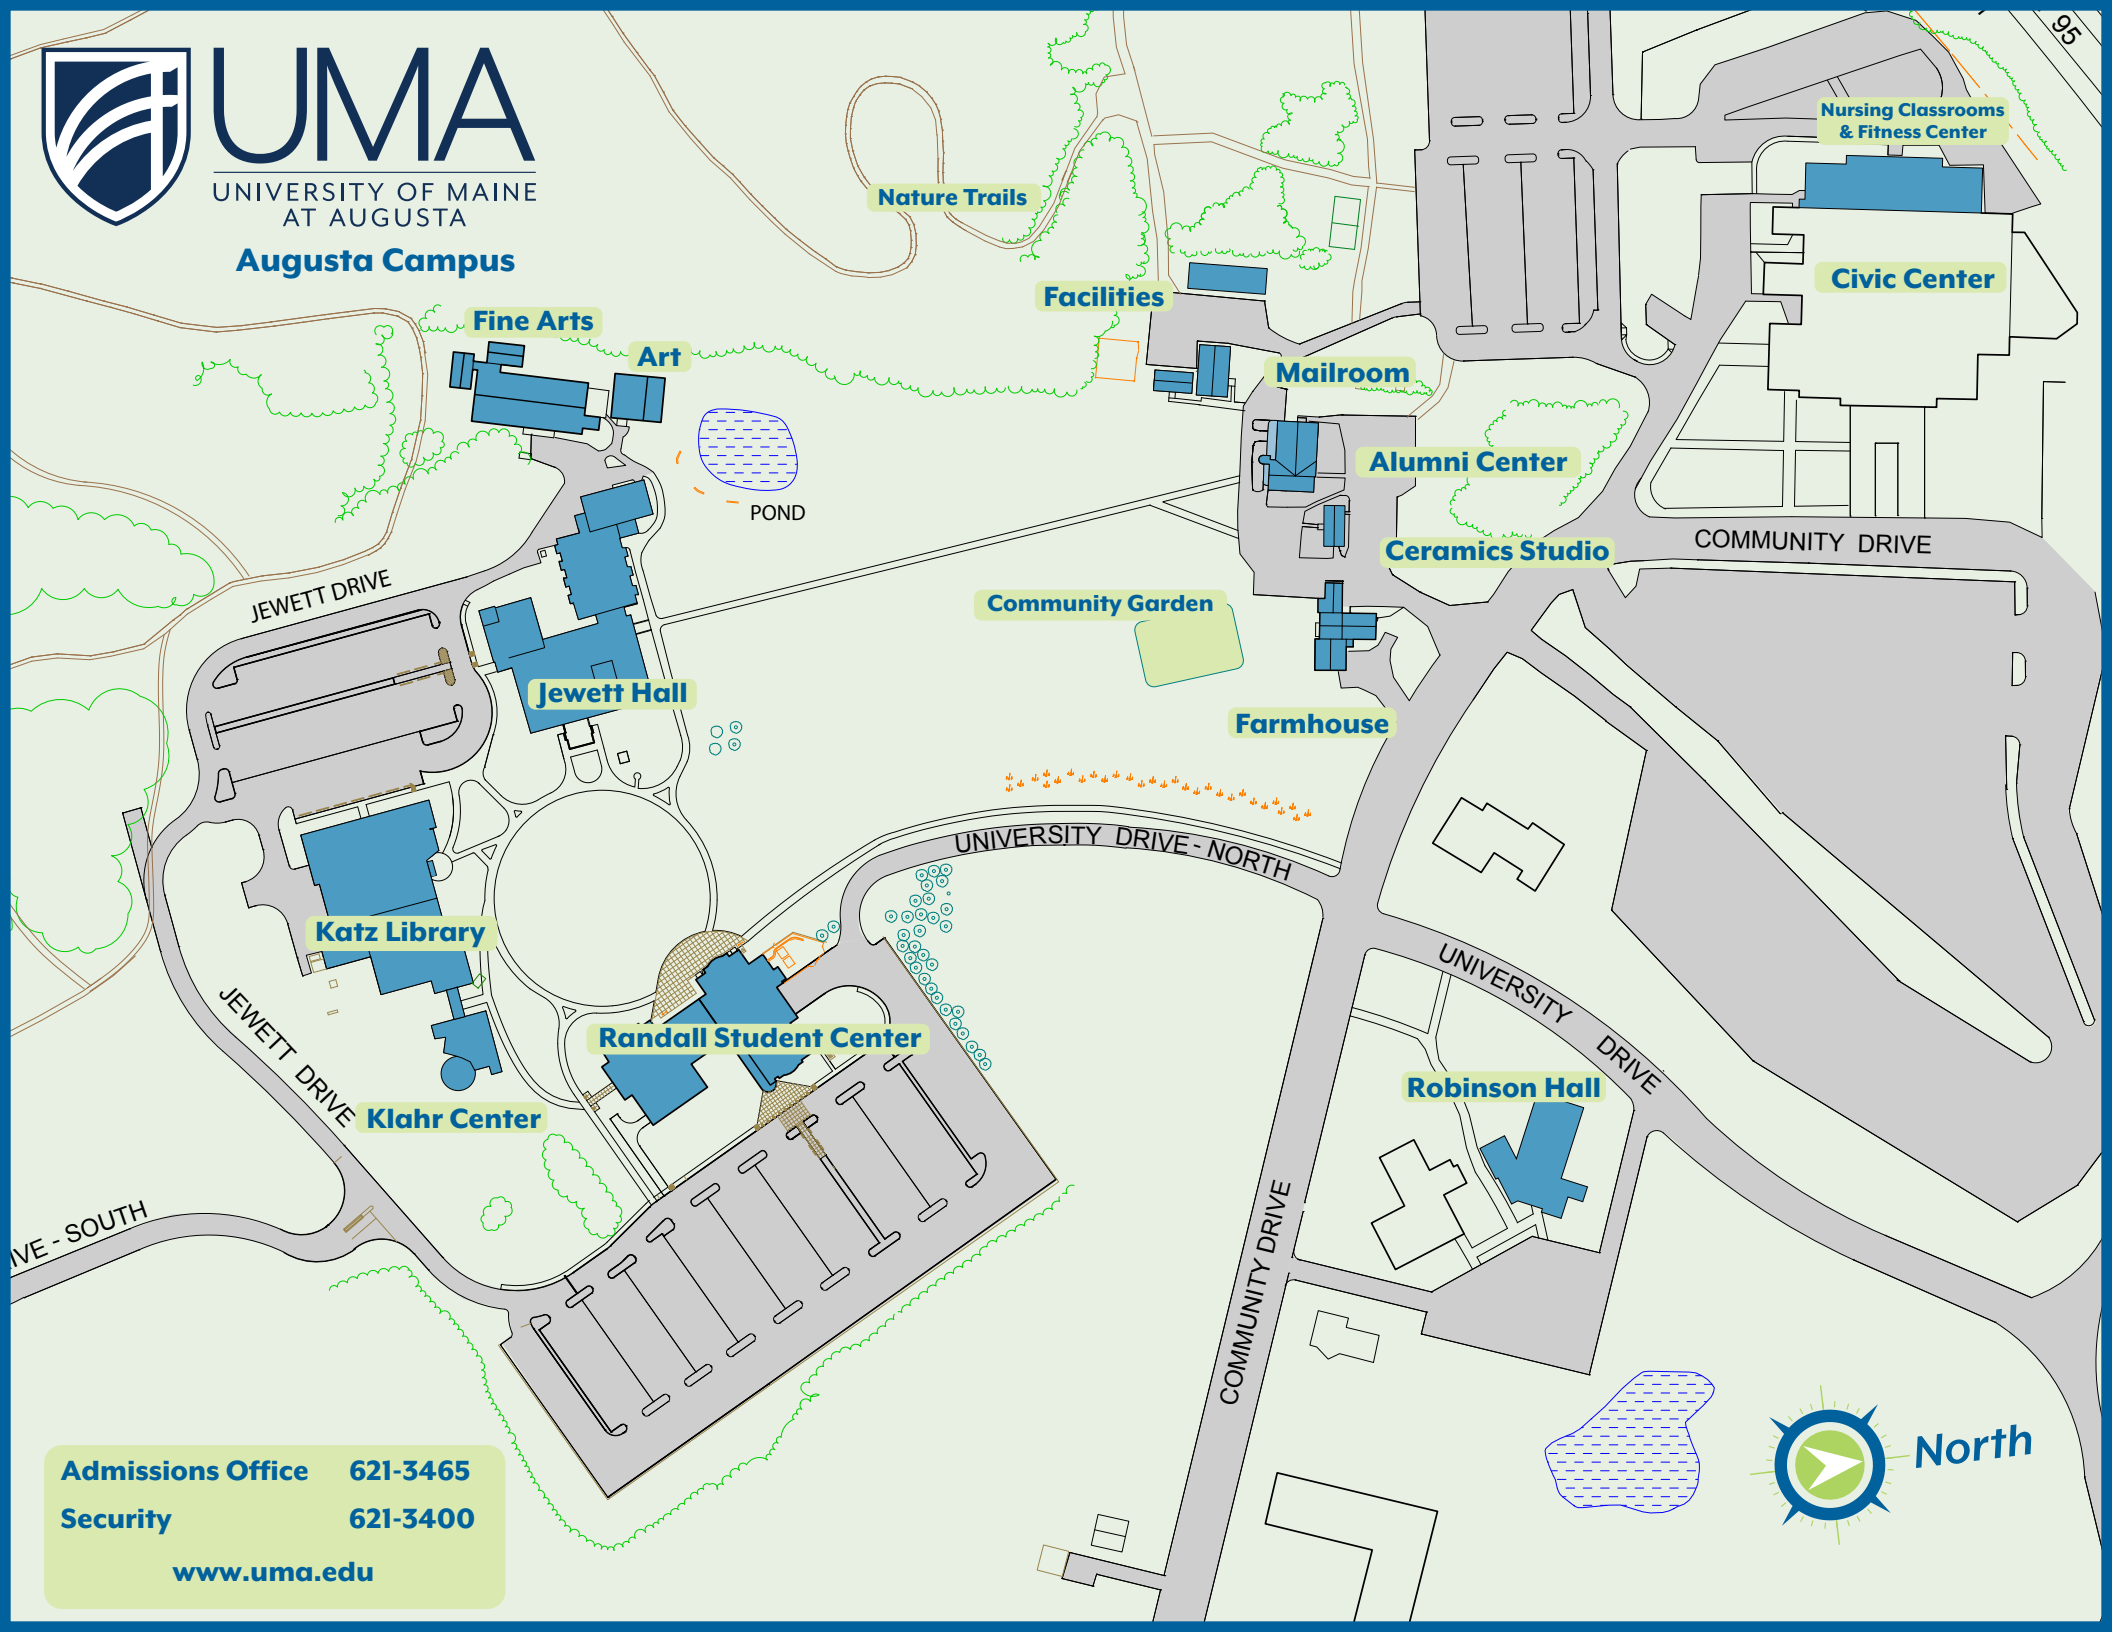 UMA
UNIVERSITY OF MAINE
AT AUGUSTA
Augusta Campus
95
Nursing Classrooms
& Fitness Center
Nature Trails
Civic Center
Facilities
Fine Arts
Art
Mailroom
Alumni Center
POND
COMMUNITY DRIVE
Ceramics Studio
JEWETT DRIVE
Community Garden
Jewett Hall
Farmhouse
UNIVERSITY DRIVE - NORTH
Katz Library
UNIVERSITY DRIVE
JEWETT DRIVE
Randall Student Center
Robinson Hall
Klahr Center
IVE - SOUTH
COMMUNITY DRIVE
North
Admissions Office 621-3465
Security 621-3400
www.uma.edu